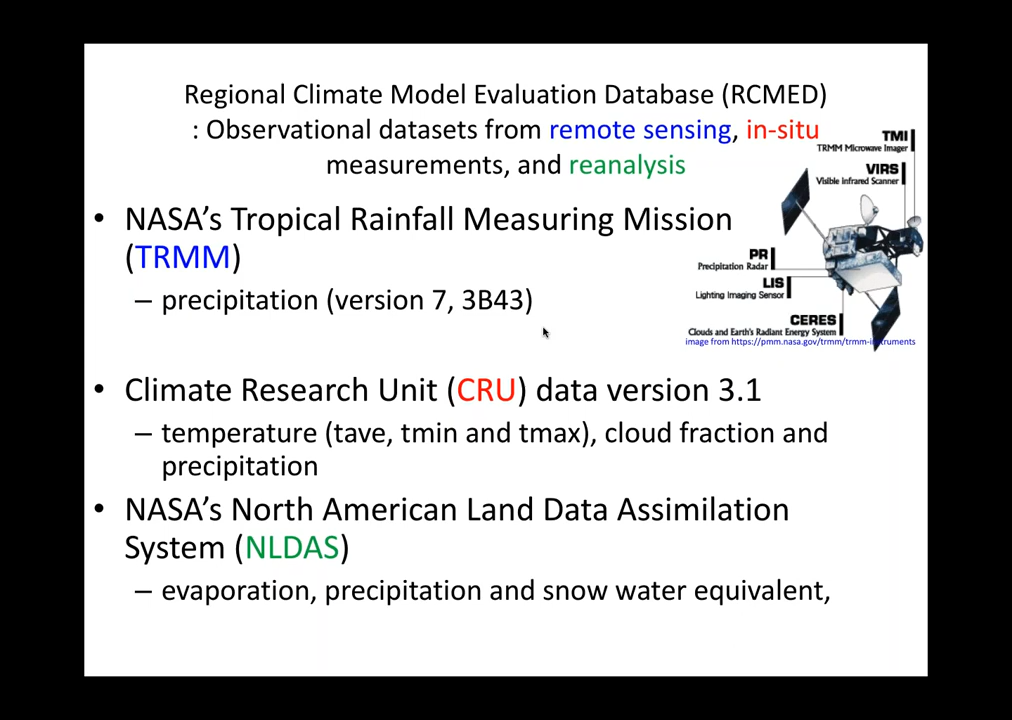 Regional Climate Model Evaluation Database (RCMED)
: Observational datasets from remote sensing, in-situ
measurements, and reanalysis
TMI
TRMM Microwave Imager
VIRS
Visible Infrared Scanner
• NASA’s Tropical Rainfall Measuring Mission
(TRMM)
– precipitation (version 7, 3B43)
PR
Precipitation Radar
LIS
Lighting Imaging Sensor
CERES
Clouds and Earth's Radiant Energy System
image from https://pmm.nasa.gov/trmm/trmm-instruments
• Climate Research Unit (CRU) data version 3.1
– temperature (tave, tmin and tmax), cloud fraction and
precipitation
• NASA’s North American Land Data Assimilation
System (NLDAS)
– evaporation, precipitation and snow water equivalent,